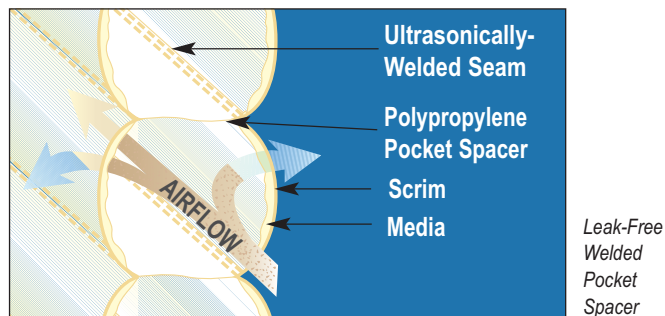 Ultrasonically-
Welded Seam
Polypropylene
Pocket Spacer
Scrim
Media
AIRFLOW
Leak-Free
Welded
Pocket
Spacer